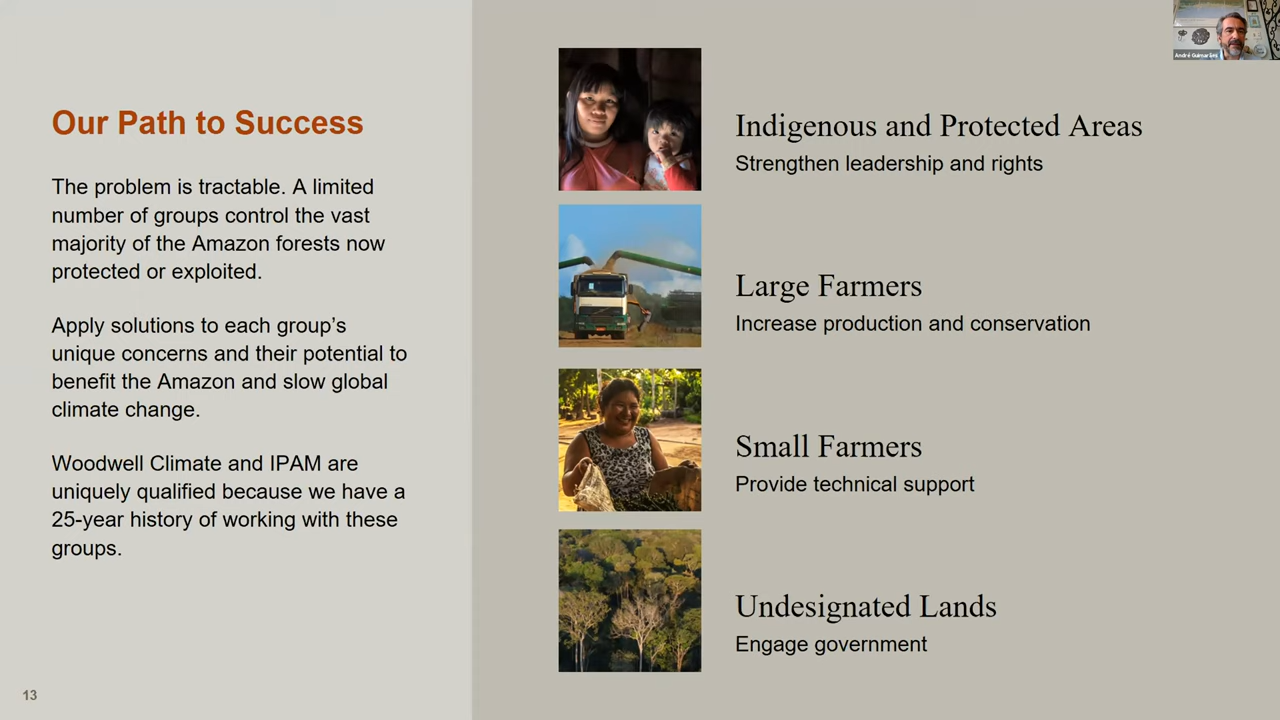 Our Path to Success
The problem is tractable. A limited
number of groups control the vast
majority of the Amazon forests now
protected or exploited.
Apply solutions to each group’s
unique concerns and their potential to
benefit the Amazon and slow global
climate change.
Woodwell Climate and IPAM are
uniquely qualified because we have a
25-year history of working with these
groups.
13
Indigenous and Protected Areas
Strengthen leadership and rights
Large Farmers
Increase production and conservation
Small Farmers
Provide technical support
Undesignated Lands
Engage government
André Guimarães